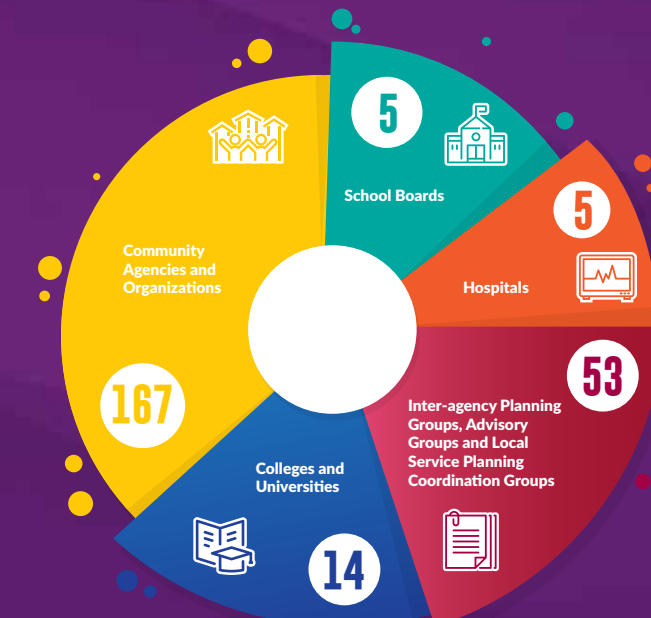 5
School Boards
5
Hospitals
53
Inter-agency Planning
Groups, Advisory
Groups and Local
Service Planning
Coordination Groups
14
Colleges and
Universities
Community
Agencies and
Organizations
167